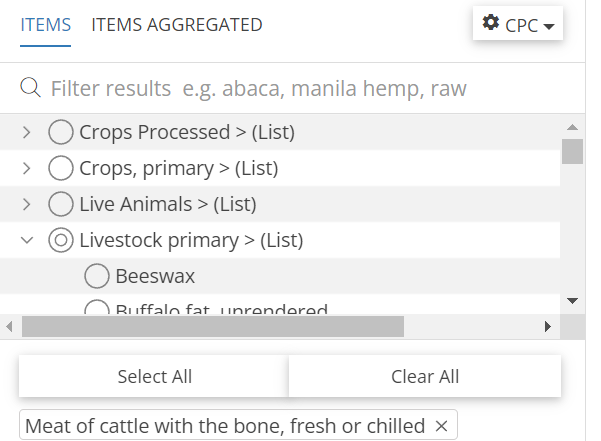 ITEMS ITEMS AGGREGATED CPC
Filter results e.g. abaca, manila hemp, raw
Crops Processed > (List)
Crops, primary > (List)
Live Animals > (List)
Livestock primary > (List)
Beeswax
Buffalo fat, unrendered
Select All Clear All
Meat of cattle with the bone, fresh or chilled ×